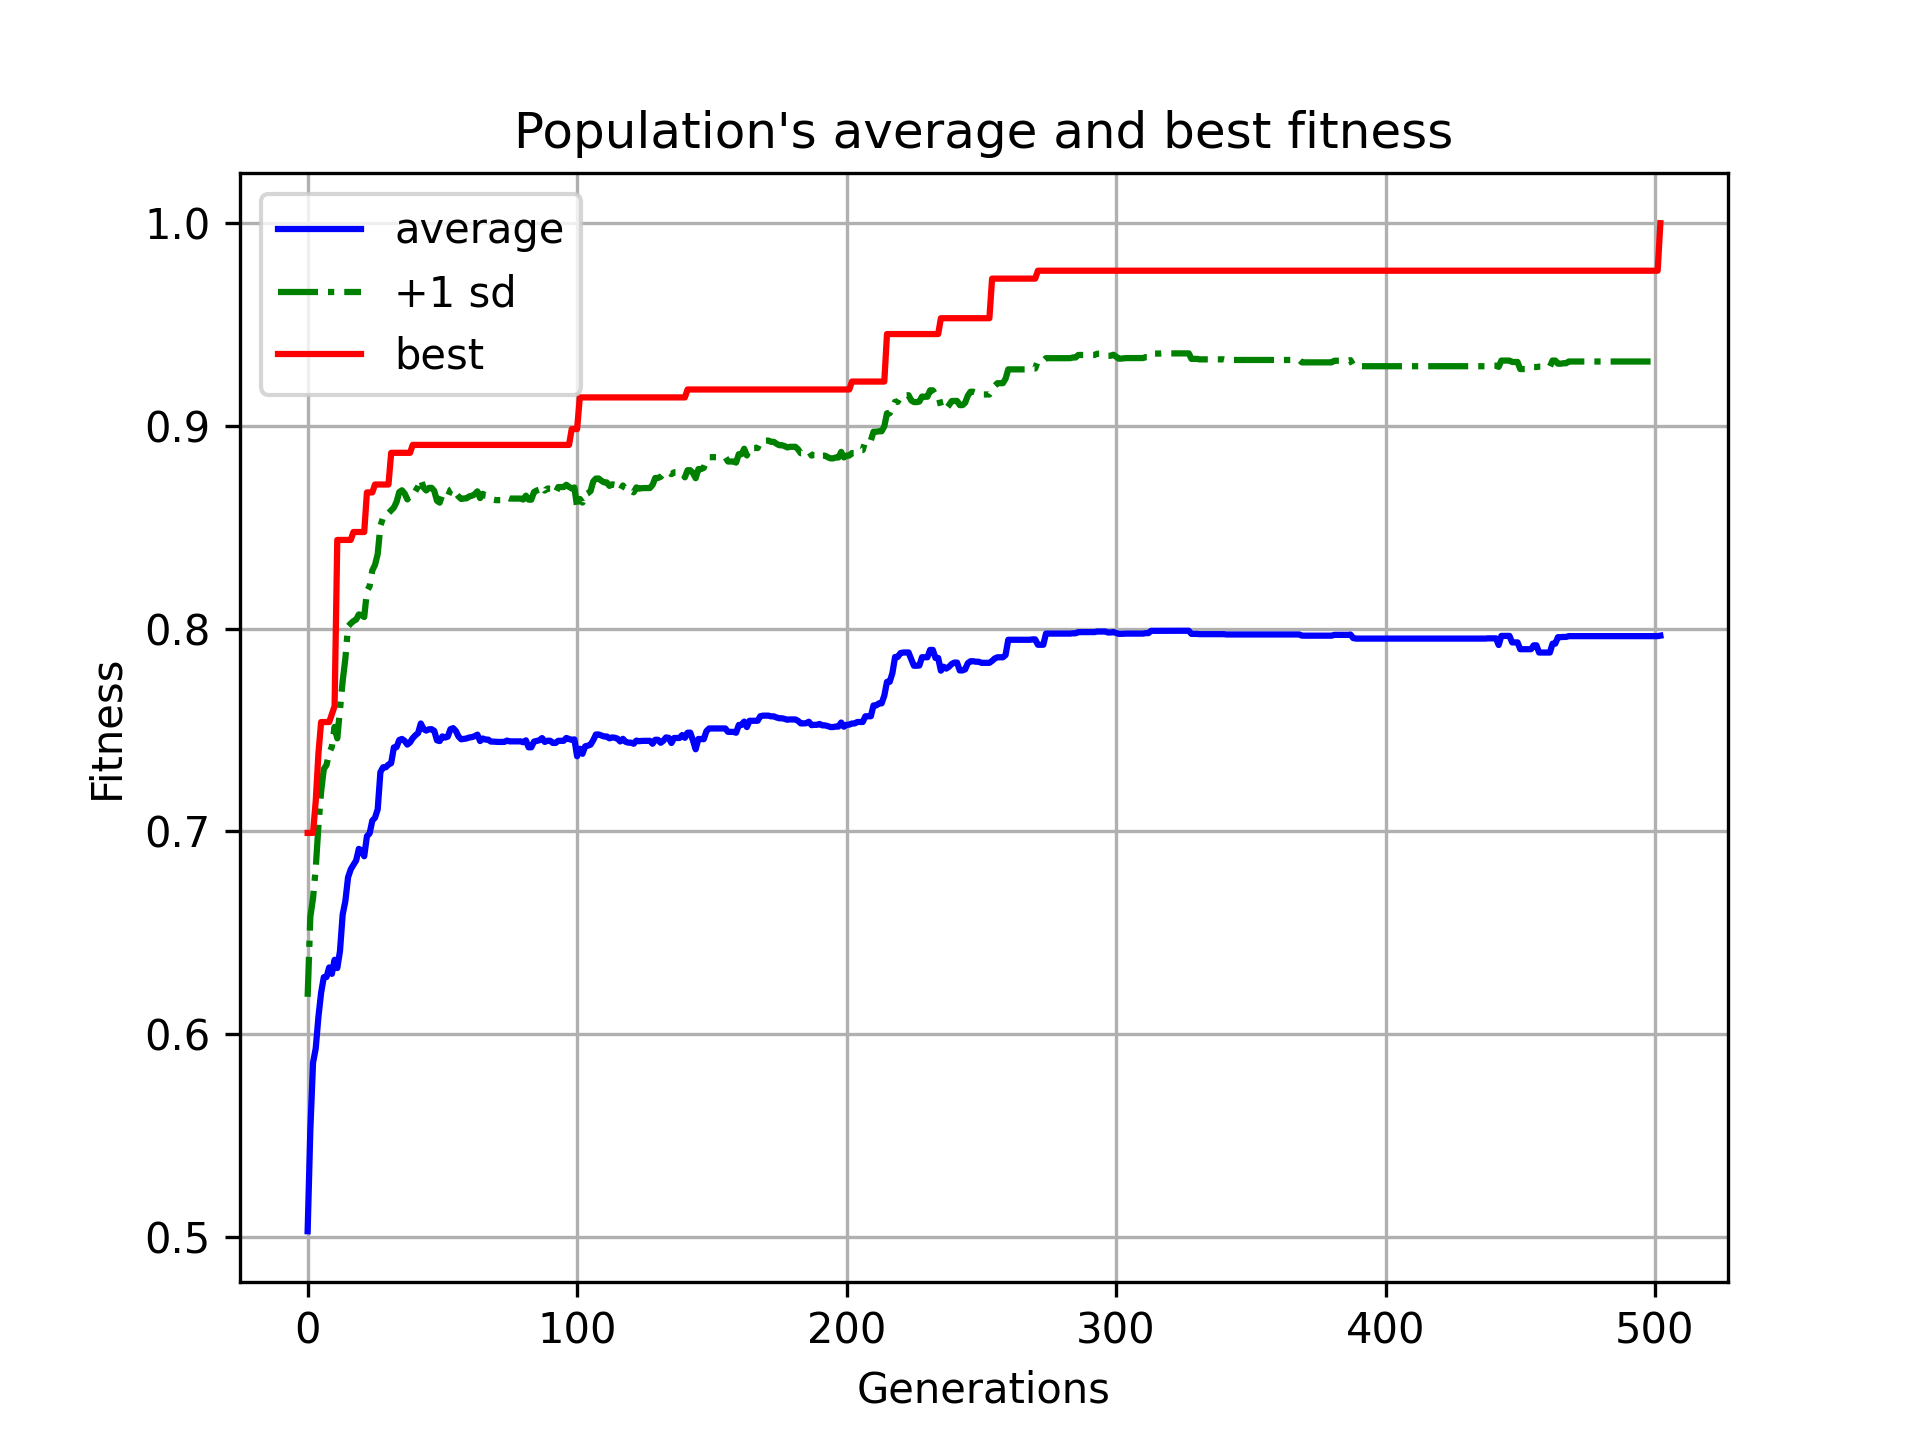 Population's average and best fitness
average
+1 sd
best
1.0
0.9
0.8
0.7
0.6
0.5
Fitness
0 100 200 300 400 500
Generations